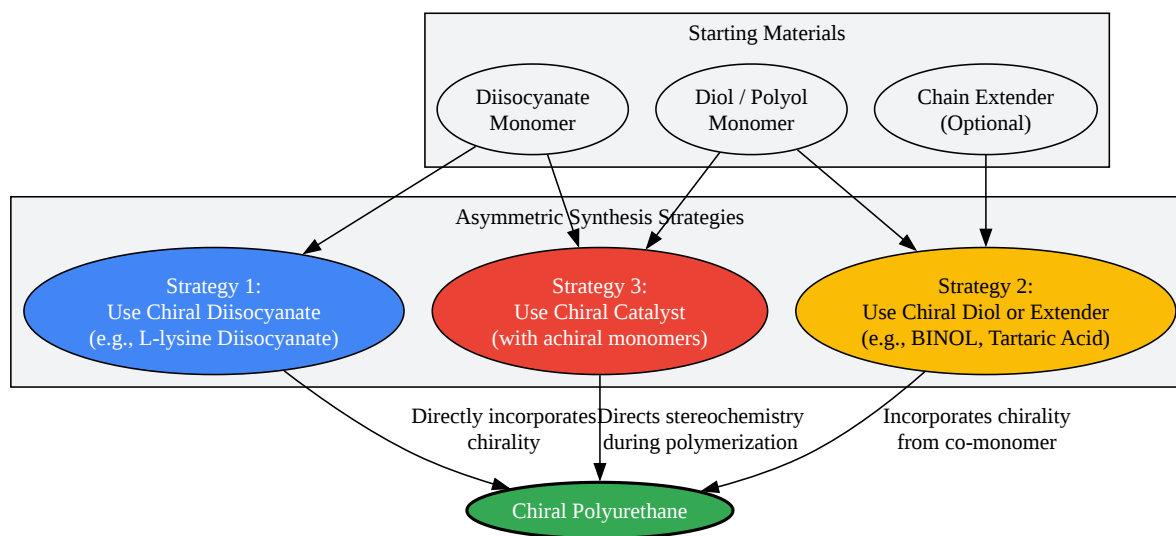 Starting Materials
Diisocyanate
Monomer
Diol / Polyol
Monomer
Chain Extender
(Optional)
Asymmetric Synthesis Strategies
Strategy 1:
Use Chiral Diisocyanate
(e.g., L-lysine Diisocyanate)
Strategy 3:
Use Chiral Catalyst
(with achiral monomers)
Strategy 2:
Use Chiral Diol or Extender
(e.g., BINOL, Tartaric Acid)
Directly incorporates
chirality
Directs stereochemistry
during polymerization
Incorporates chirality
from co-monomer
Chiral Polyurethane